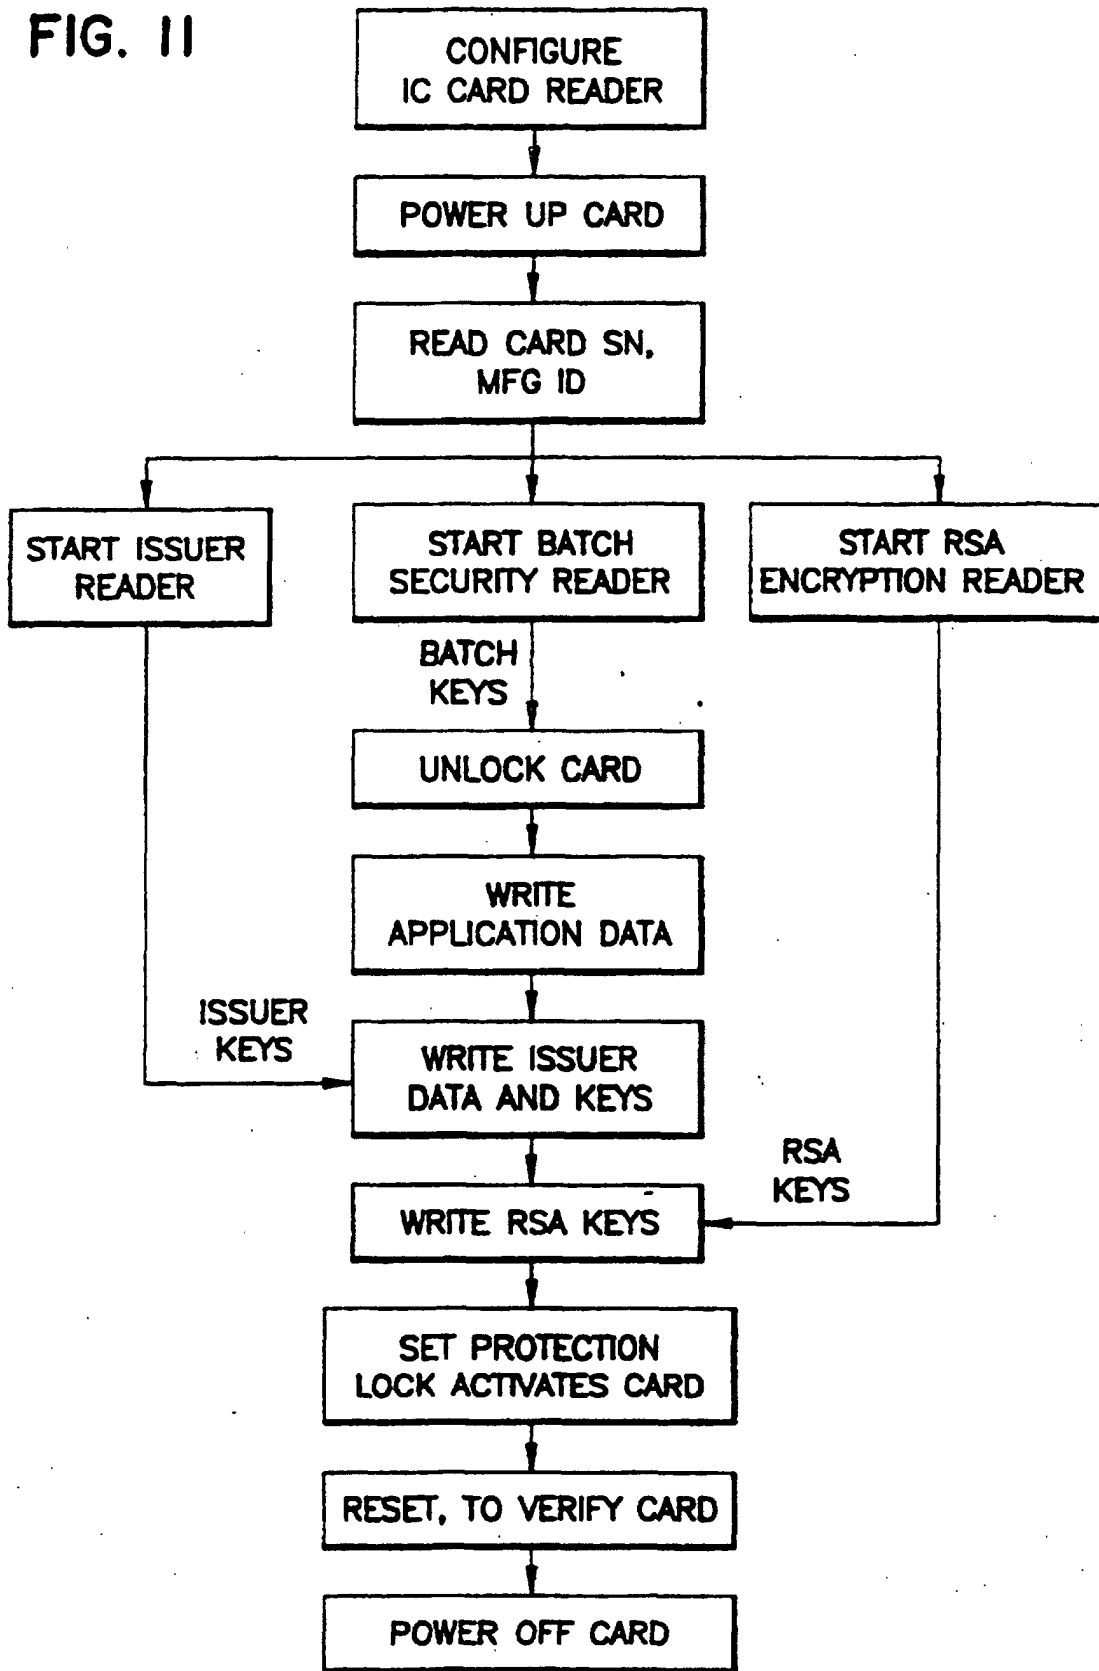 FIG. 11
CONFIGURE
IC CARD READER
POWER UP CARD
READ CARD SN,
MFG ID
START ISSUER
READER
START BATCH
SECURITY READER
START RSA
ENCRYPTION READER
BATCH
KEYS
UNLOCK CARD
WRITE
APPLICATION DATA
ISSUER
KEYS
WRITE ISSUER
DATA AND KEYS
RSA
KEYS
WRITE RSA KEYS
SET PROTECTION
LOCK ACTIVATES CARD
RESET, TO VERIFY CARD
POWER OFF CARD